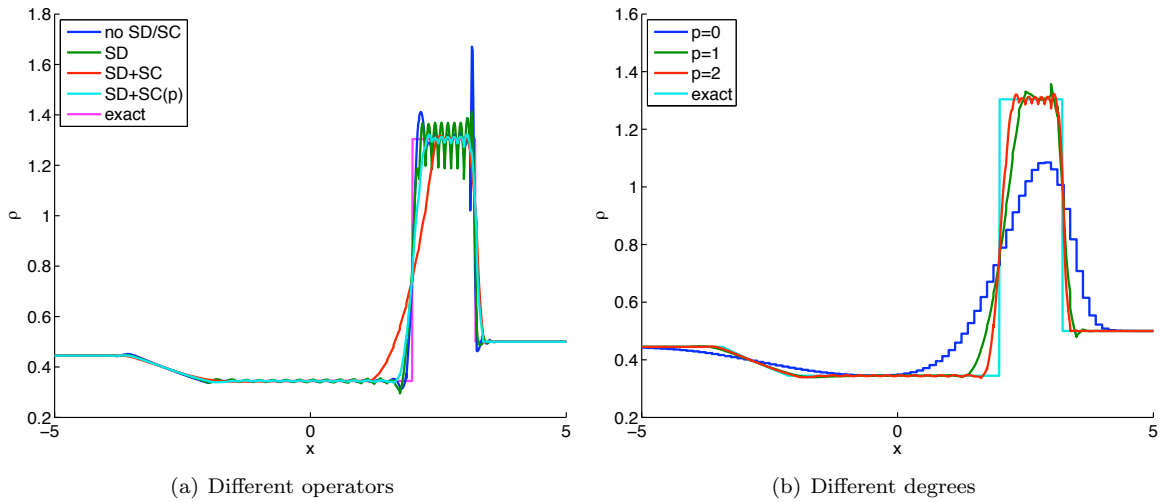 1.8
1.6
1.4
1.2
1
0.8
0.6
0.4
0.2
ρ
no SD/SC
SD
SD+SC
SD+SC(p)
exact
−5
0
5
x
(a) Different operators
1.6
1.4
1.2
1
0.8
0.6
0.4
0.2
ρ
p=0
p=1
p=2
exact
−5
0
5
x
(b) Different degrees